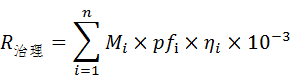 R治理 = ∑_{i=1}^{n} M_i × pf_i × η_i × 10^{-3}